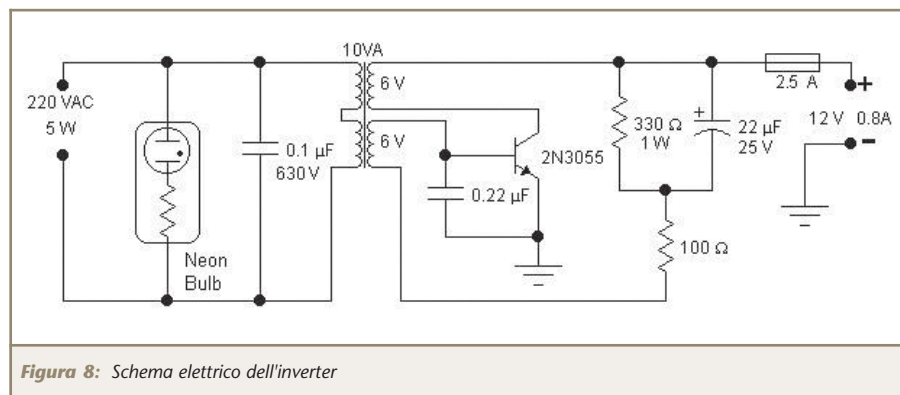 10VA
220 VAC
5 W
6 V
6 V
0.1 µF
630 V
Neon
Bulb
0.22 µF
2N3055
330 Ω
1 W
+
22 µF
25 V
100 Ω
2.5 A
+
12 V 0.8A
-
Figura 8: Schema elettrico dell'inverter